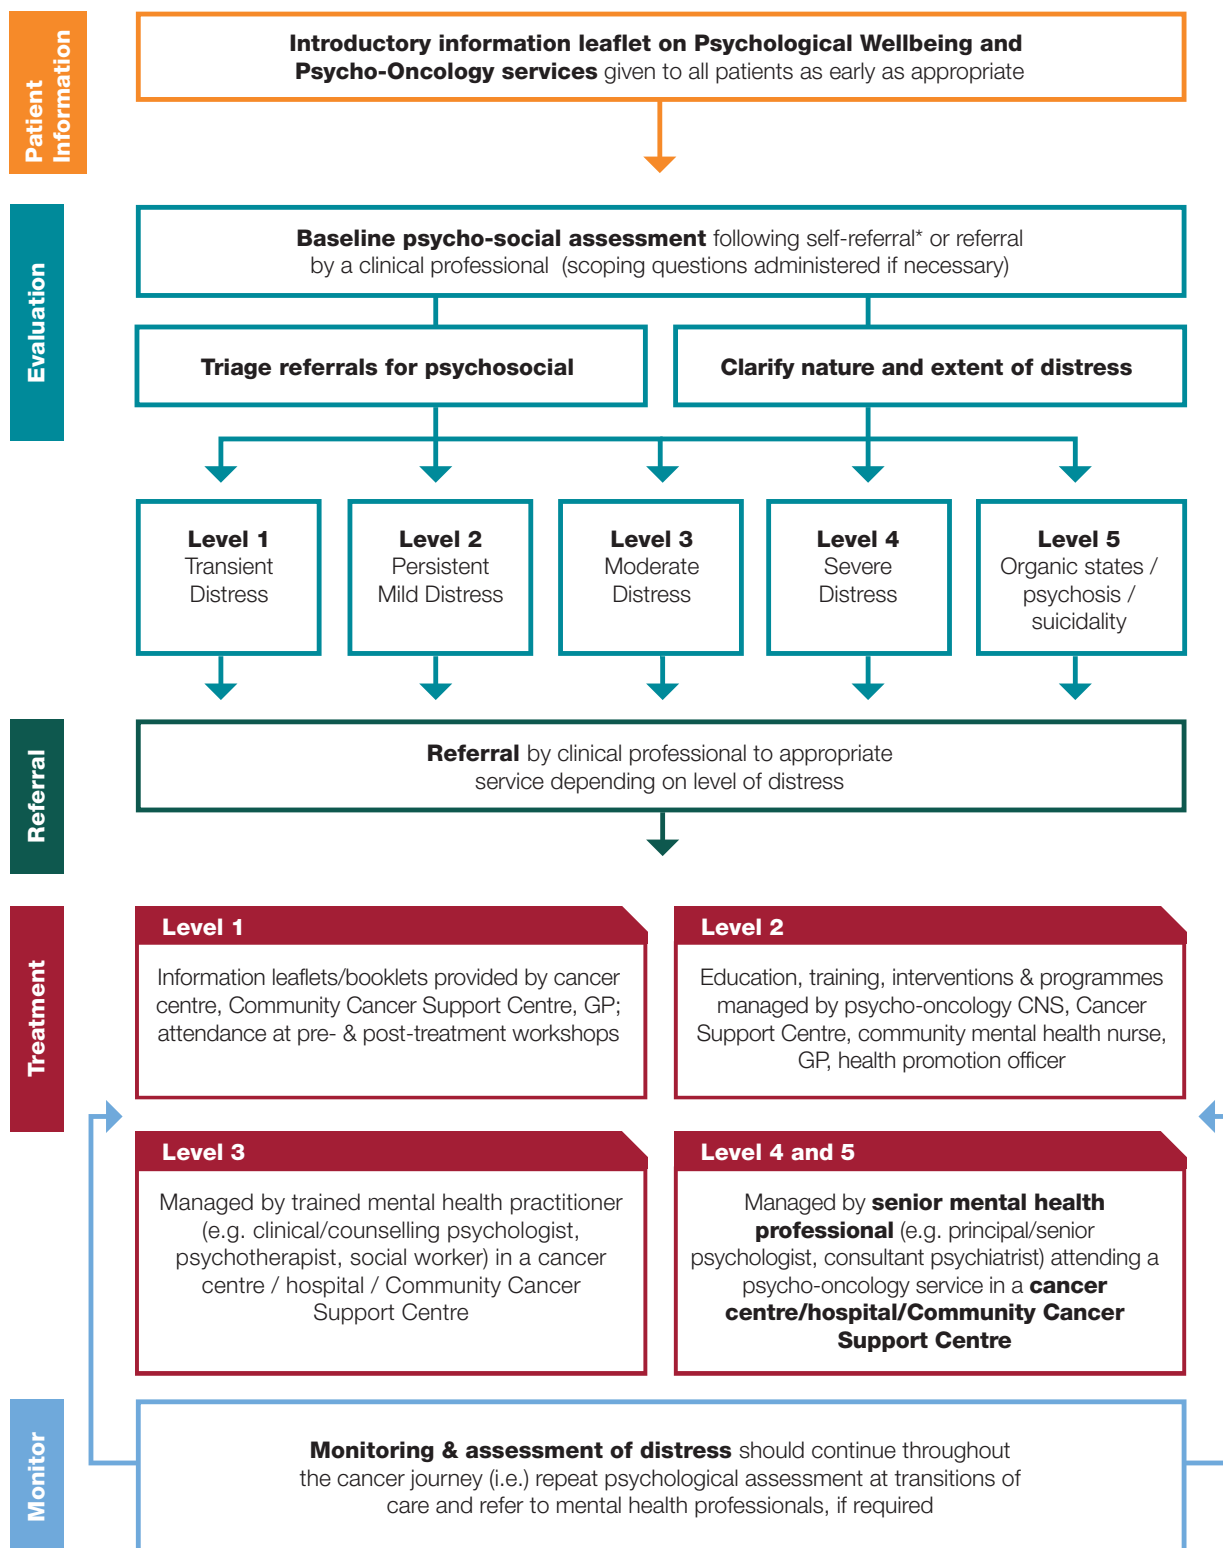 Patient
Information
Introductory information leaflet on Psychological Wellbeing and
Psycho-Oncology services given to all patients as early as appropriate
Evaluation
Baseline psycho-social assessment following self-referral* or referral
by a clinical professional (scoping questions administered if necessary)
Triage referrals for psychosocial
Clarify nature and extent of distress
Level 1
Transient
Distress
Level 2
Persistent
Mild Distress
Level 3
Moderate
Distress
Level 4
Severe
Distress
Level 5
Organic states /
psychosis /
suicidality
Referral
Referral by clinical professional to appropriate
service depending on level of distress
Treatment
Level 1
Information leaflets/booklets provided by cancer
centre, Community Cancer Support Centre, GP;
attendance at pre- & post-treatment workshops
Level 2
Education, training, interventions & programmes
managed by psycho-oncology CNS, Cancer
Support Centre, community mental health nurse,
GP, health promotion officer
Level 3
Managed by trained mental health practitioner
(e.g. clinical/counselling psychologist,
psychotherapist, social worker) in a cancer
centre / hospital / Community Cancer
Support Centre
Level 4 and 5
Managed by senior mental health
professional (e.g. principal/senior
psychologist, consultant psychiatrist) attending a
psycho-oncology service in a cancer
centre/hospital/Community Cancer
Support Centre
Monitor
Monitoring & assessment of distress should continue throughout
the cancer journey (i.e.) repeat psychological assessment at transitions of
care and refer to mental health professionals, if required